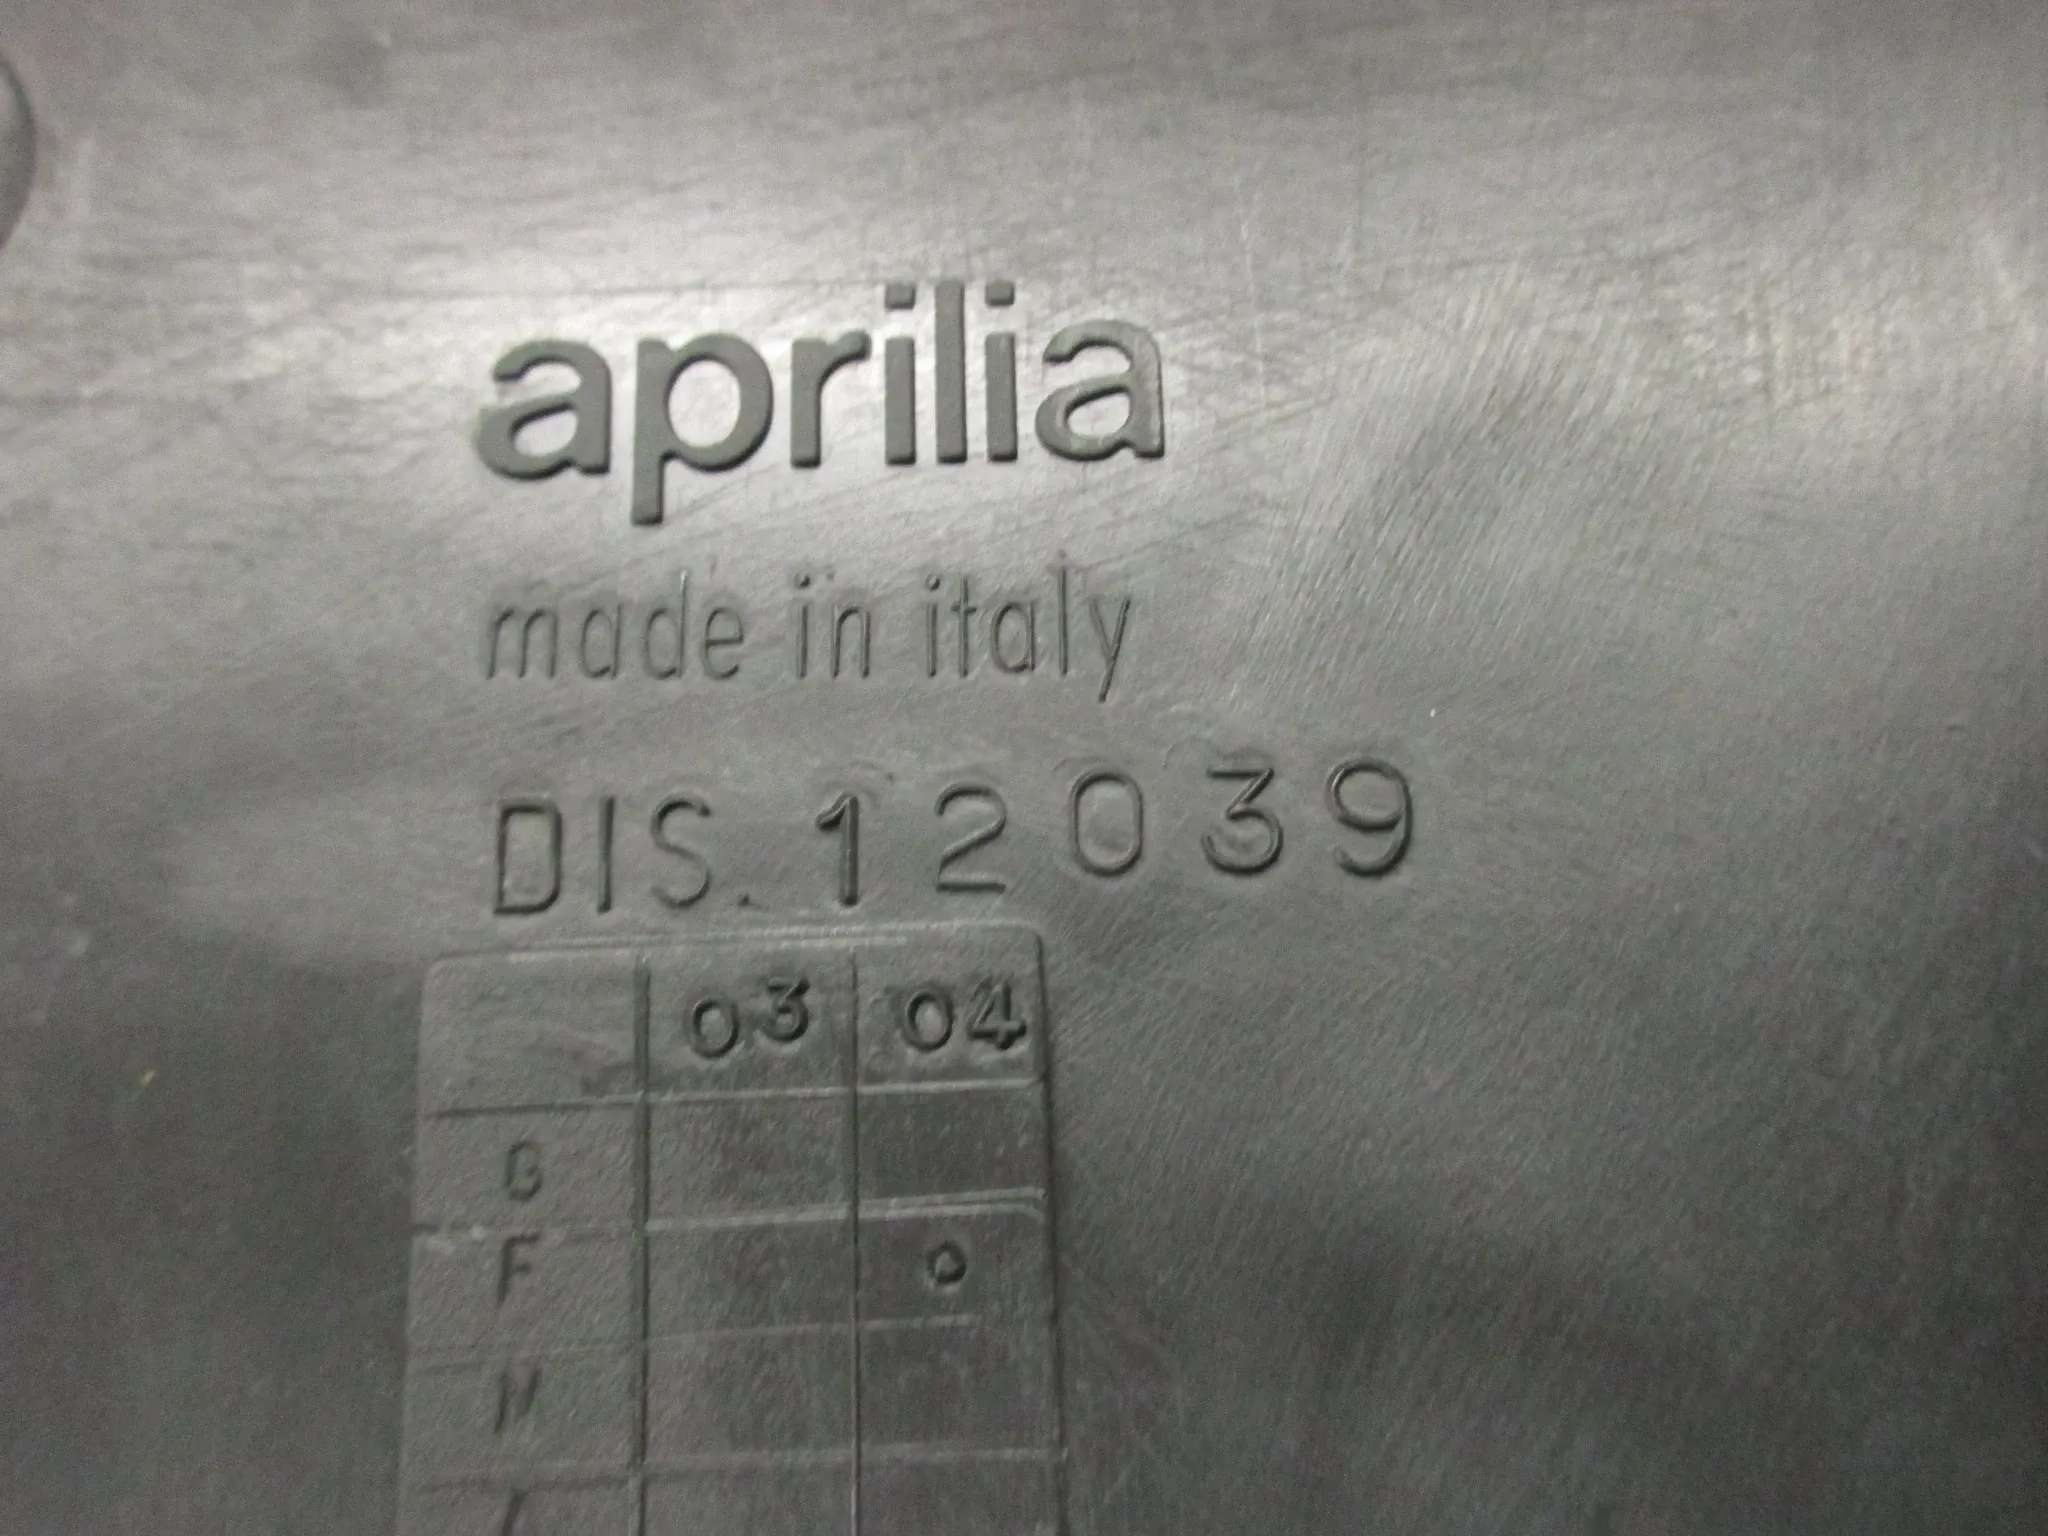 aprilia
made in italy
DIS. 12039
03 04
G
F o
M